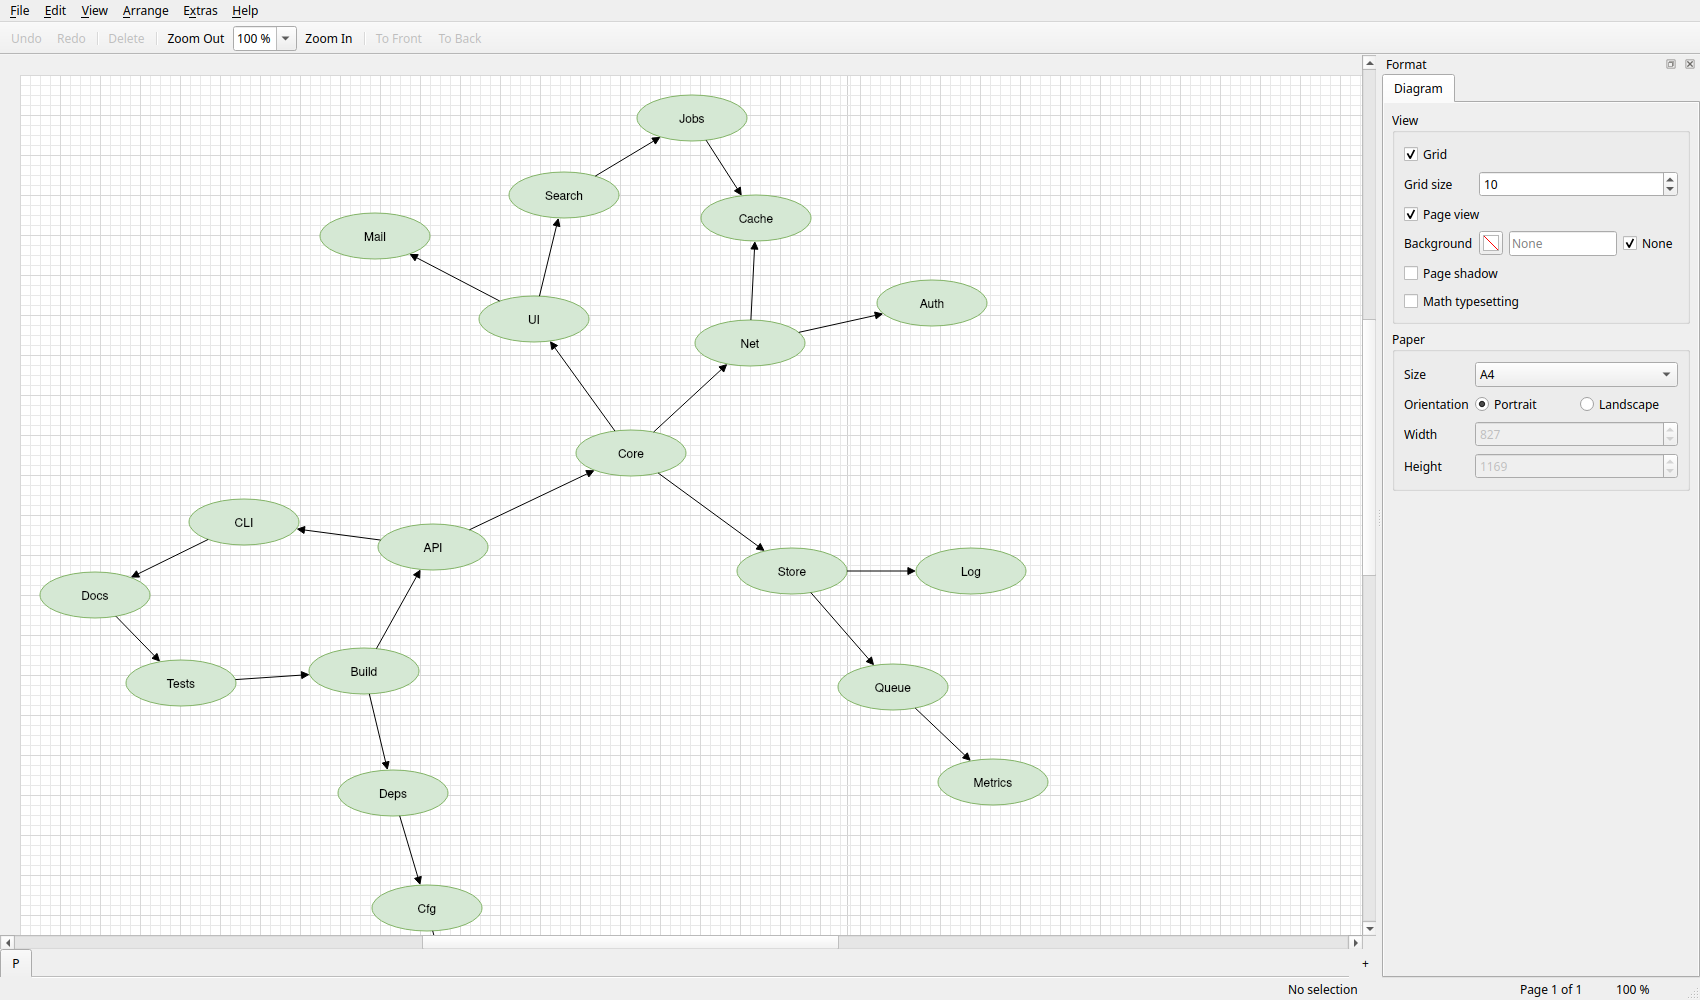 File Edit View Arrange Extras Help
Undo Redo Delete Zoom Out 100 % Zoom In To Front To Back
Format
Diagram
View
Grid
Grid size 10
Page view
Background None None
Page shadow
Math typesetting
Paper
Size A4
Orientation Portrait Landscape
Width 827
Height 1169
Jobs
Search
Cache
Mail
Auth
UI
Net
Core
CLI
API
Store
Log
Docs
Build
Tests
Queue
Metrics
Deps
Cfg
P +
No selection Page 1 of 1 100 %